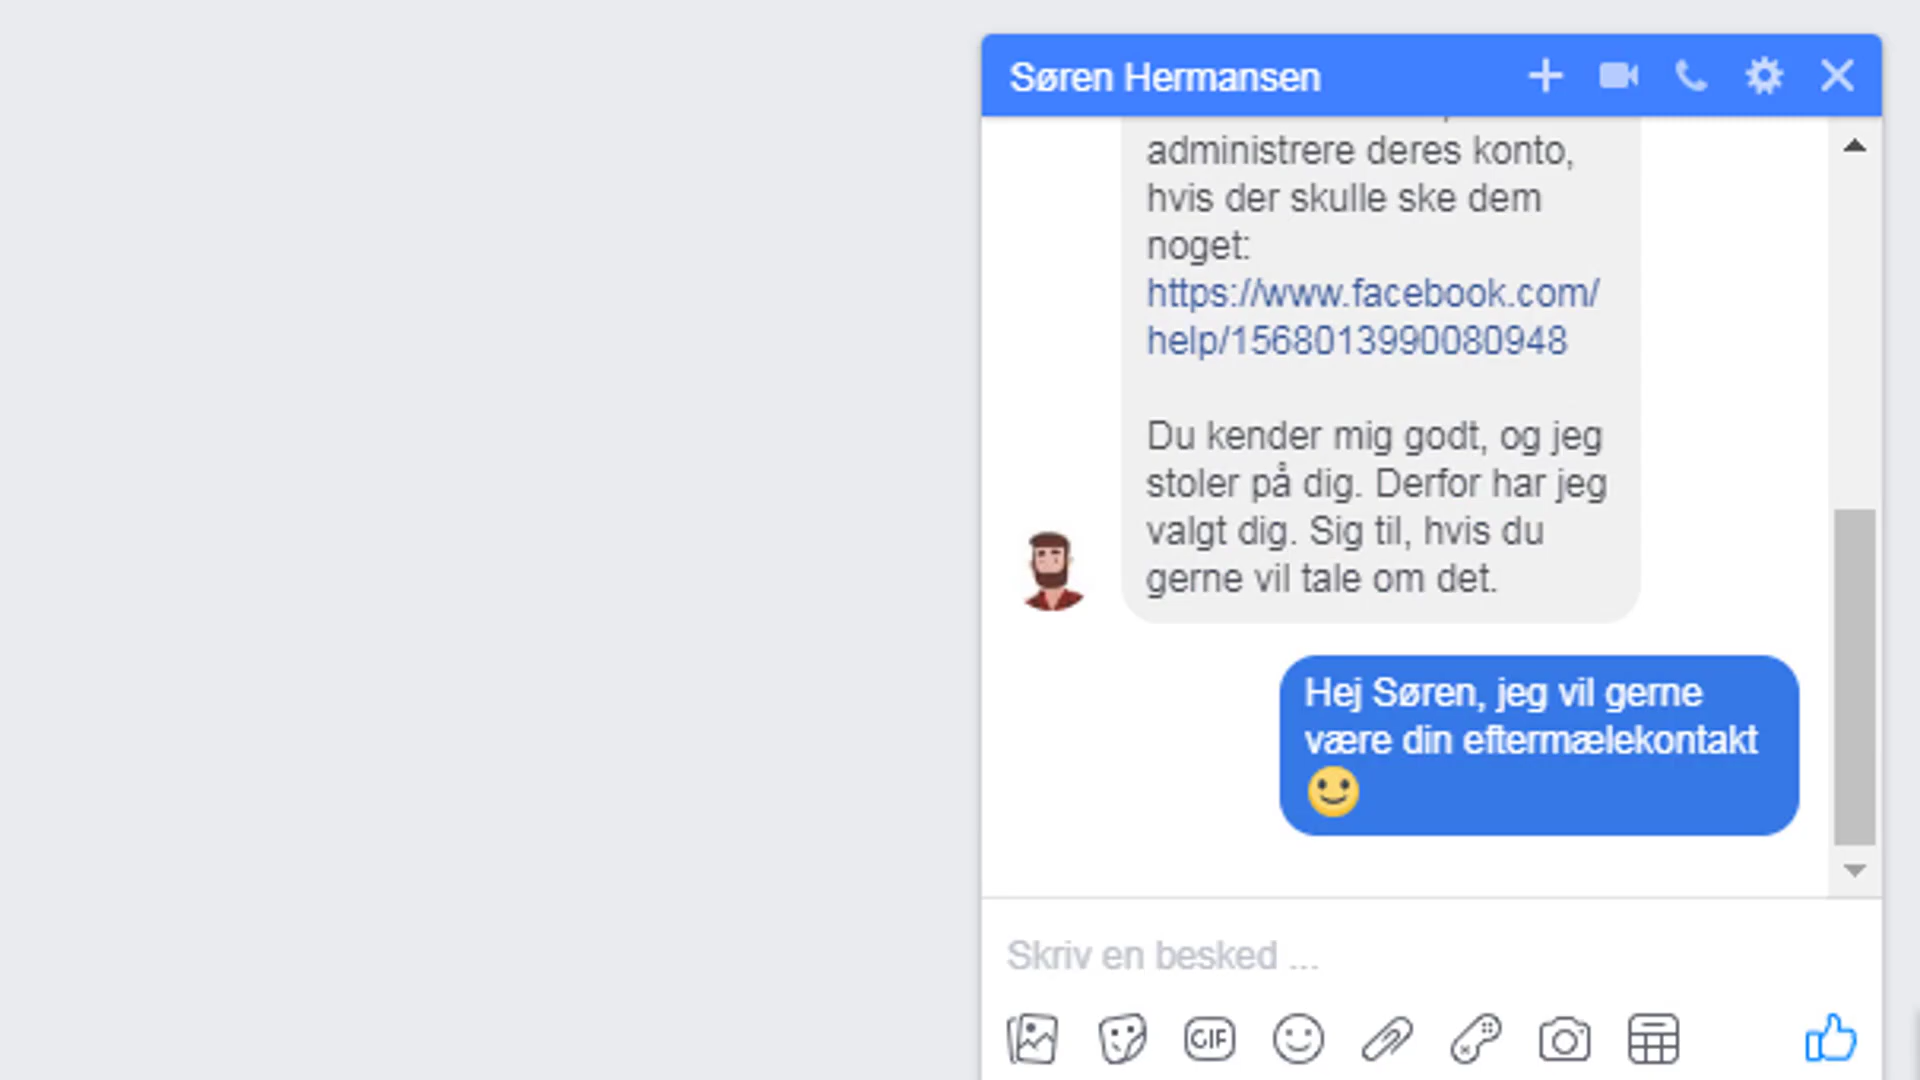 Søren Hermansen
administrere deres konto,
hvis der skulle ske dem
noget:
https://www.facebook.com/
help/1568013990080948
Du kender mig godt, og jeg
stoler på dig. Derfor har jeg
valgt dig. Sig til, hvis du
gerne vil tale om det.
Hej Søren, jeg vil gerne
være din eftermælekontakt
🙂
Skriv en besked ...
GIF